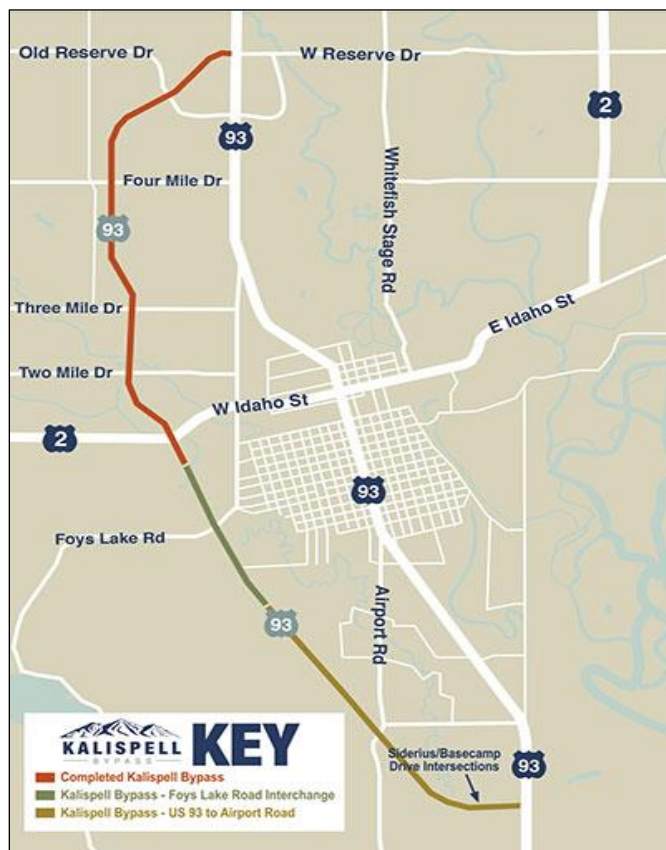 Old Reserve Dr
W Reserve Dr
2
93
Four Mile Dr
Whitefish Stage Rd
93
Three Mile Dr
E Idaho St
Two Mile Dr
W Idaho St
2
93
Foys Lake Rd
Airport Rd
93
Siderius/Basecamp
Drive Intersections
93
KALISPELL
BYPASS
KEY
Completed Kalispell Bypass
Kalispell Bypass - Foys Lake Road Interchange
Kalispell Bypass - US 93 to Airport Road